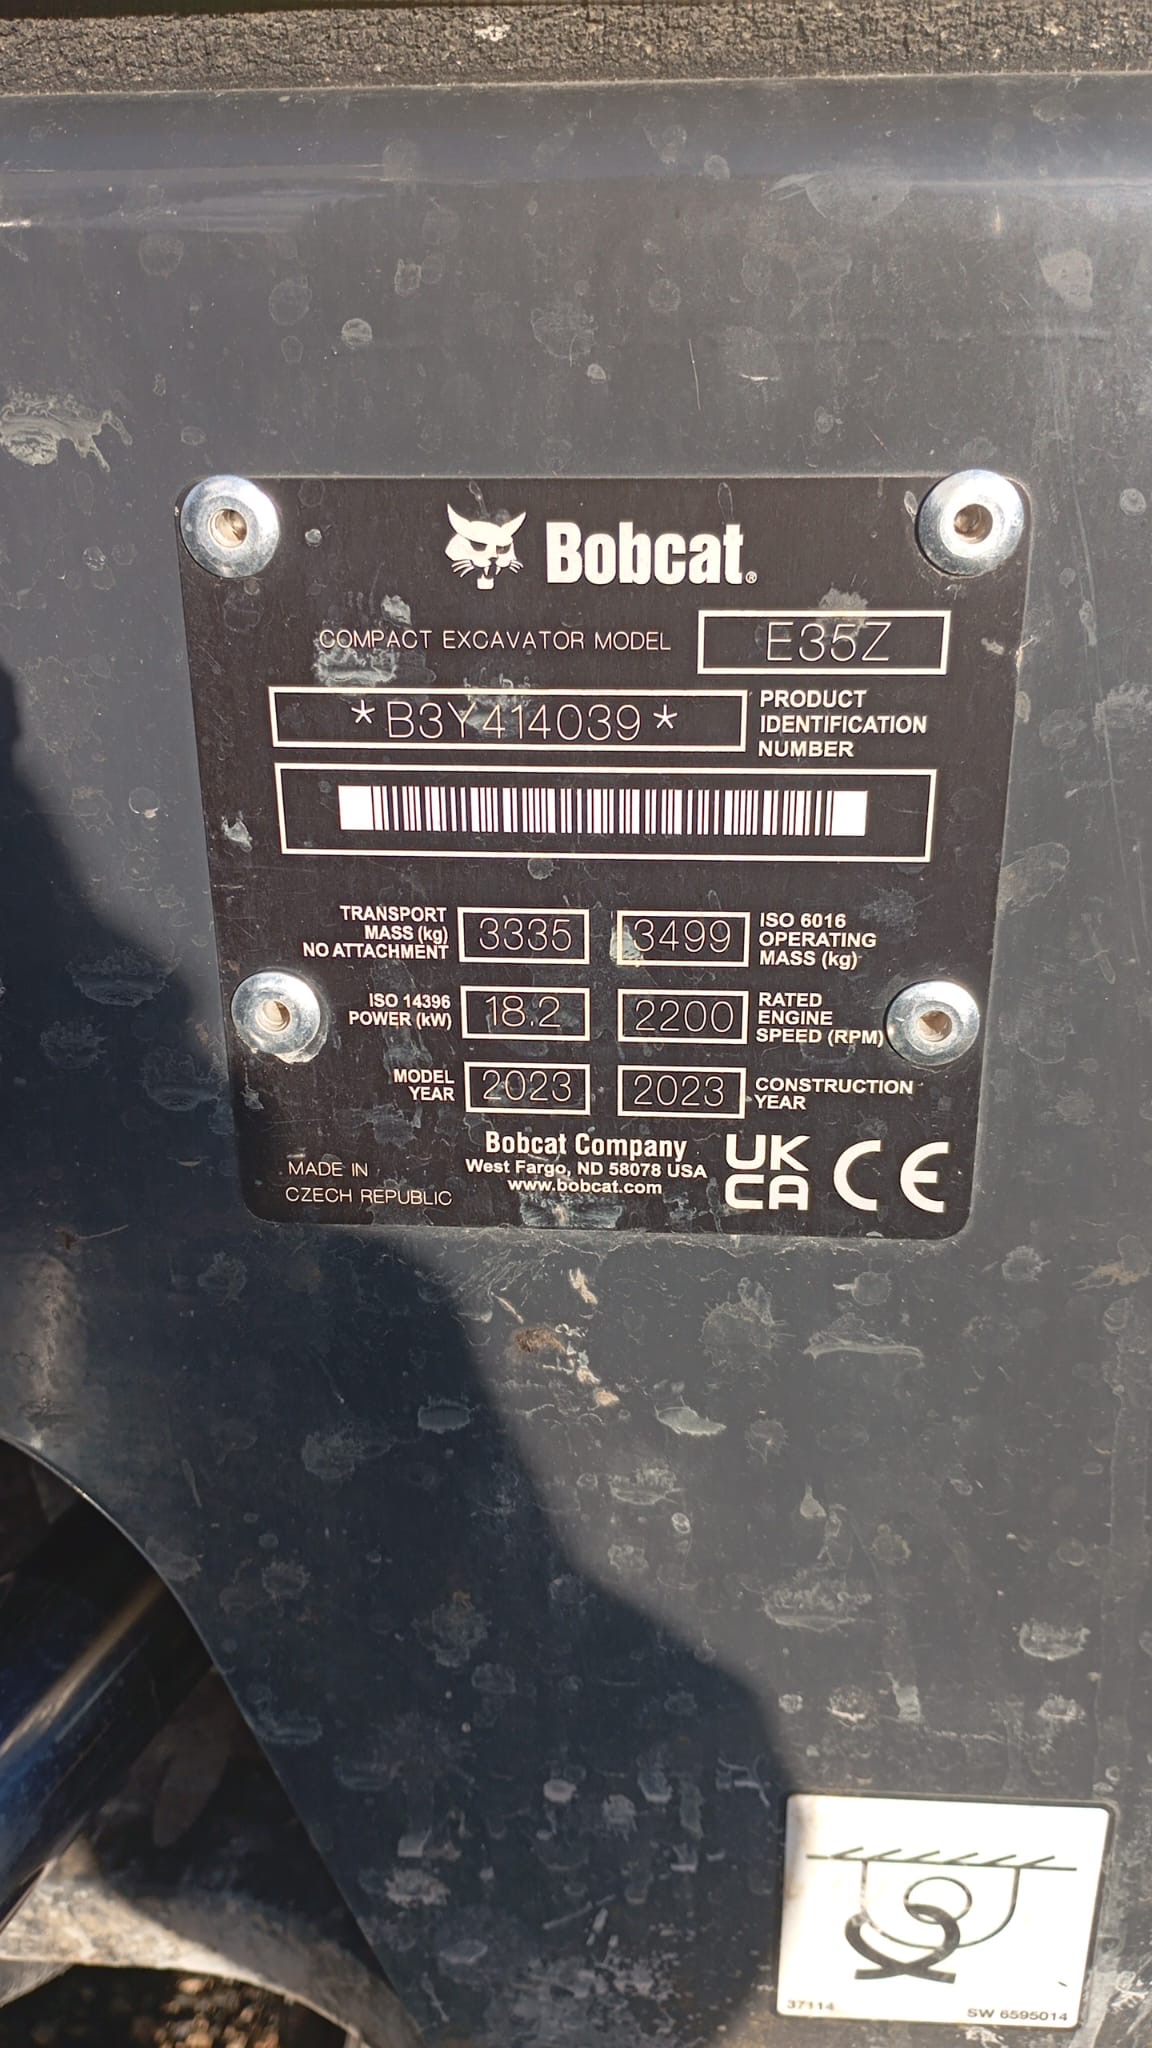 Bobcat®
COMPACT EXCAVATOR MODEL E35Z
*B3Y414039* PRODUCT IDENTIFICATION NUMBER
TRANSPORT MASS (kg) NO ATTACHMENT 3335
3499 ISO 6016 OPERATING MASS (kg)
ISO 14396 POWER (kW) 18.2
2200 RATED ENGINE SPEED (RPM)
MODEL YEAR 2023
2023 CONSTRUCTION YEAR
MADE IN
CZECH REPUBLIC
Bobcat Company
West Fargo, ND 58078 USA
www.bobcat.com
UK
CA
CE
37114
SW 6595014